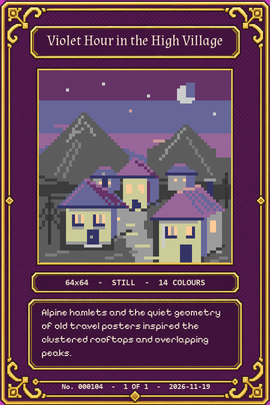 Violet Hour in the High Village
64x64 - STILL - 14 COLOURS
Alpine hamlets and the quiet geometry
of old travel posters inspired the
clustered rooftops and overlapping
peaks.
No. 000104 - 1 OF 1 - 2026-11-19